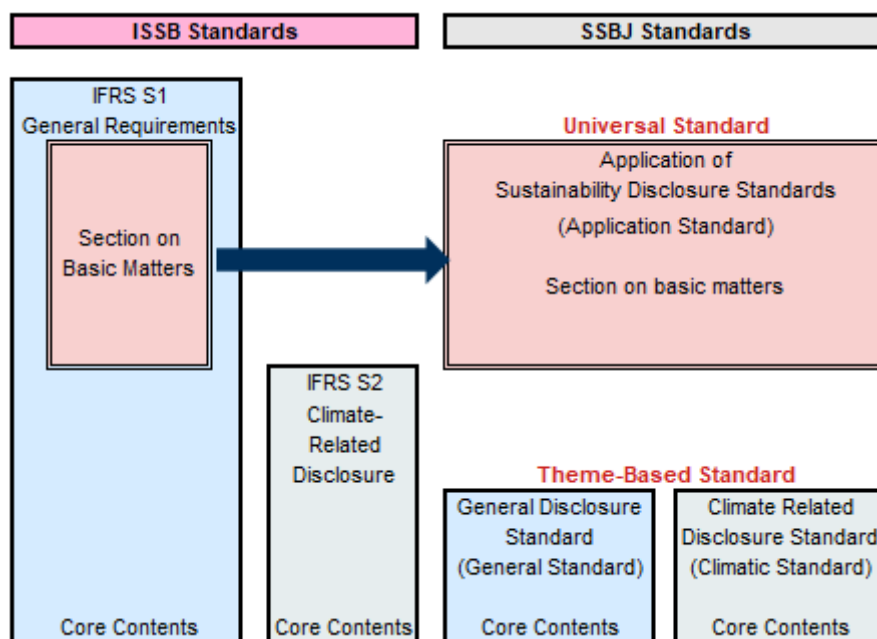 ISSB Standards
SSBJ Standards
IFRS S1
General Requirements
Section on
Basic Matters
Core Contents
IFRS S2
Climate-
Related
Disclosure
Core Contents
Universal Standard
Application of
Sustainability Disclosure Standards
(Application Standard)
Section on basic matters
Theme-Based Standard
General Disclosure
Standard
(General Standard)
Core Contents
Climate Related
Disclosure Standard
(Climatic Standard)
Core Contents